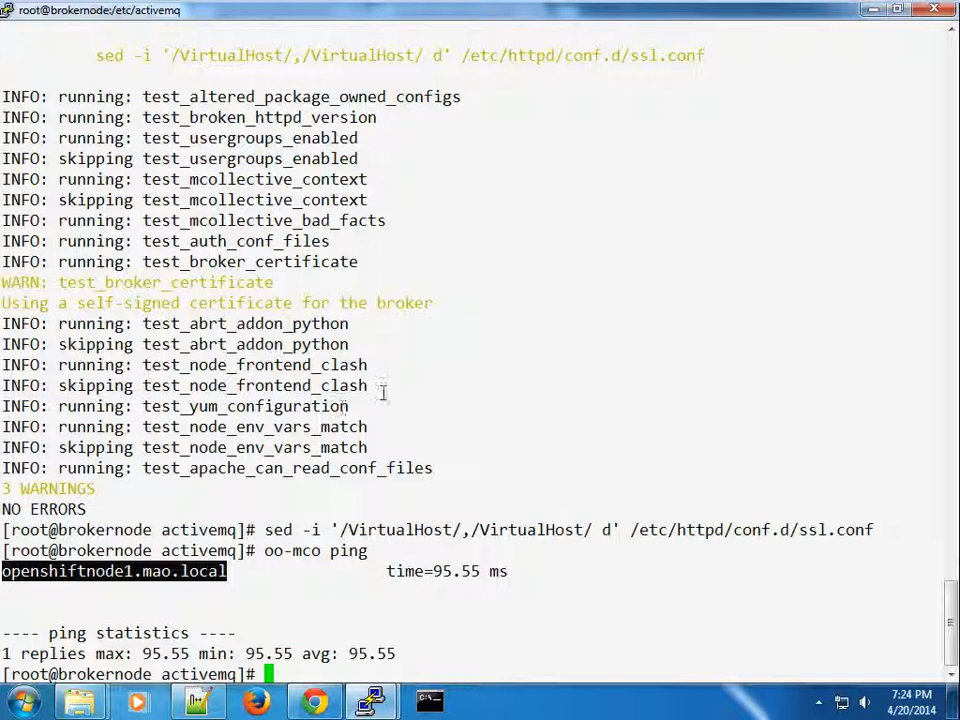 root@brokernode:/etc/activemq
sed -i '/VirtualHost/,/VirtualHost/ d' /etc/httpd/conf.d/ssl.conf
INFO: running: test_altered_package_owned_configs
INFO: running: test_broken_httpd_version
INFO: running: test_usergroups_enabled
INFO: skipping test_usergroups_enabled
INFO: running: test_mcollective_context
INFO: skipping test_mcollective_context
INFO: running: test_mcollective_bad_facts
INFO: running: test_auth_conf_files
INFO: running: test_broker_certificate
WARN: test_broker_certificate
Using a self-signed certificate for the broker
INFO: running: test_abrt_addon_python
INFO: skipping test_abrt_addon_python
INFO: running: test_node_frontend_clash
INFO: skipping test_node_frontend_clash
INFO: running: test_yum_configuration
INFO: running: test_node_env_vars_match
INFO: skipping test_node_env_vars_match
INFO: running: test_apache_can_read_conf_files
3 WARNINGS
NO ERRORS
[root@brokernode activemq]# sed -i '/VirtualHost/,/VirtualHost/ d' /etc/httpd/conf.d/ssl.conf
[root@brokernode activemq]# oo-mco ping
openshiftnode1.mao.local time=95.55 ms
---- ping statistics ----
1 replies max: 95.55 min: 95.55 avg: 95.55
[root@brokernode activemq]#
7:24 PM
4/20/2014